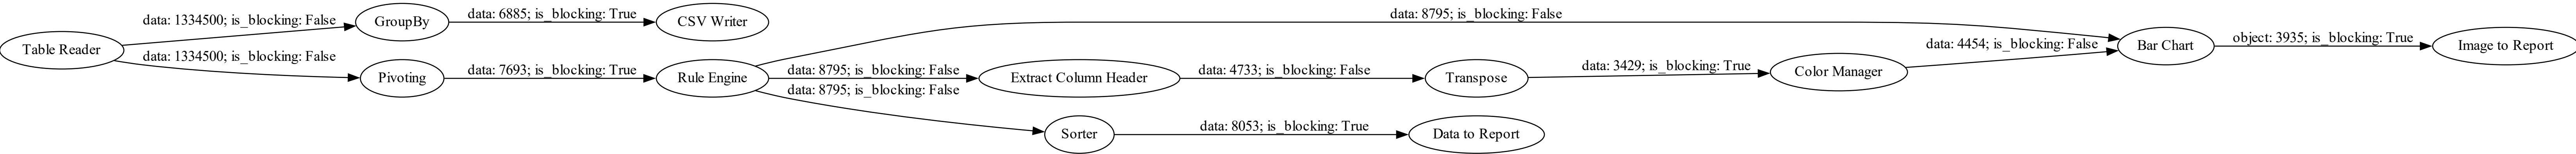 data: 1334500; is_blocking: False
GroupBy
data: 6885; is_blocking: True
CSV Writer
data: 8795; is_blocking: False
Table Reader
data: 1334500; is_blocking: False
Pivoting
data: 7693; is_blocking: True
Rule Engine
data: 8795; is_blocking: False
Extract Column Header
data: 4733; is_blocking: False
Transpose
data: 3429; is_blocking: True
Color Manager
data: 4454; is_blocking: False
Bar Chart
object: 3935; is_blocking: True
Image to Report
data: 8795; is_blocking: False
Sorter
data: 8053; is_blocking: True
Data to Report